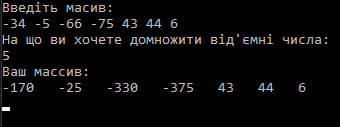 Введіть масив:
-34 -5 -66 -75 43 44 6
На що ви хочете домножити від'ємні числа:
5
Ваш массив:
-170 -25 -330 -375 43 44 6